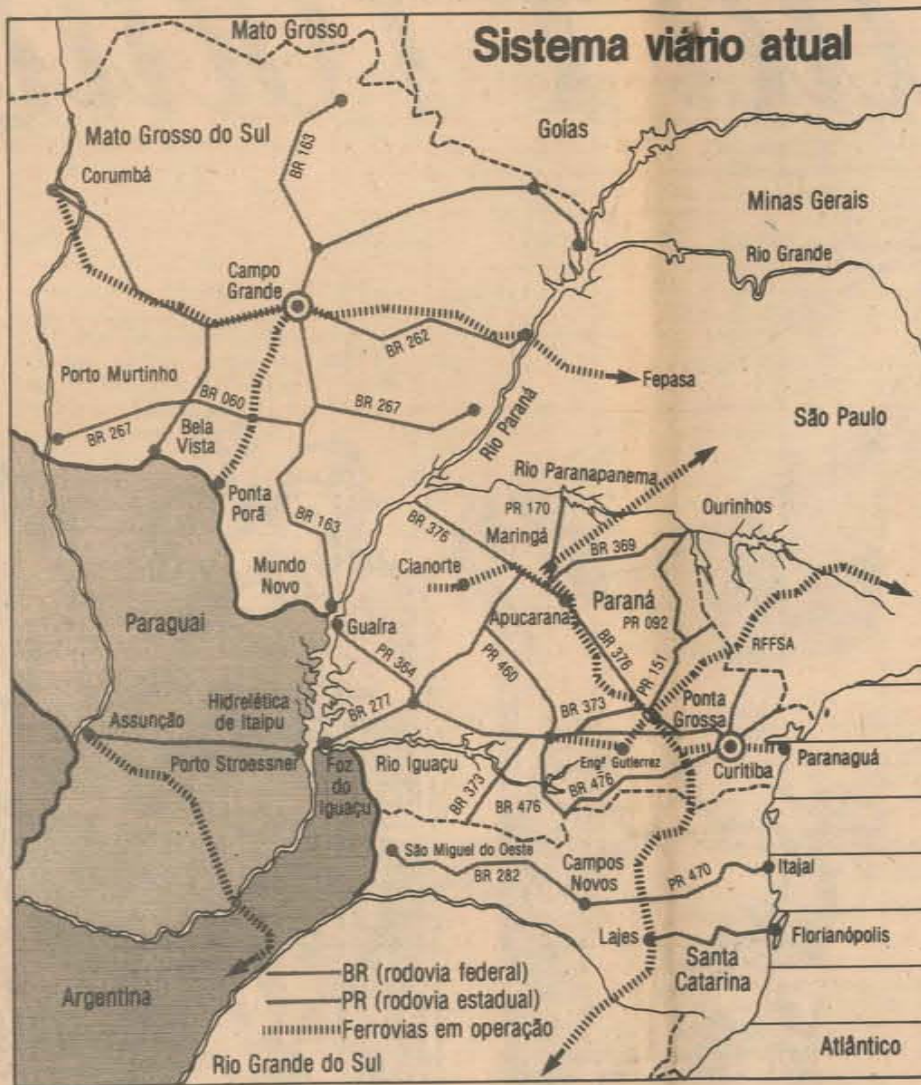 Sistema viário atual
Mato Grosso
Mato Grosso do Sul
BR 163
Goías
Corumbá
Minas Gerais
Rio Grande
Campo
Grande
BR 262
Fepasa
Porto Murtinho
BR 060
BR 267
BR 267
Bela
Vista
Rio Paraná
São Paulo
Ponta
Porã
Rio Paranapanema
Ourinhos
BR 163
BR 376
PR 170
Maringá
BR 369
Cianorte
Mundo
Novo
Paraná
Paraguai
Guaíra
Apucarana
PR 092
BR 376
RFFSA
PR 364
PR 460
PR 151
Hidrelética
de Itaipu
BR 277
BR 373
Ponta
Grossa
Assunção
Porto Stroessner
Foz
do
Iguaçu
Rio Iguaçu
Engª Gutierrez
Curitiba
Paranaguá
BR 373
BR 476
BR 476
São Miguel do Oeste
BR 282
Campos
Novos
PR 470
Itajaí
Lajes
Florianópolis
Santa
Catarina
Argentina
BR (rodovia federal)
PR (rodovia estadual)
Ferrovias em operação
Rio Grande do Sul
Atlântico